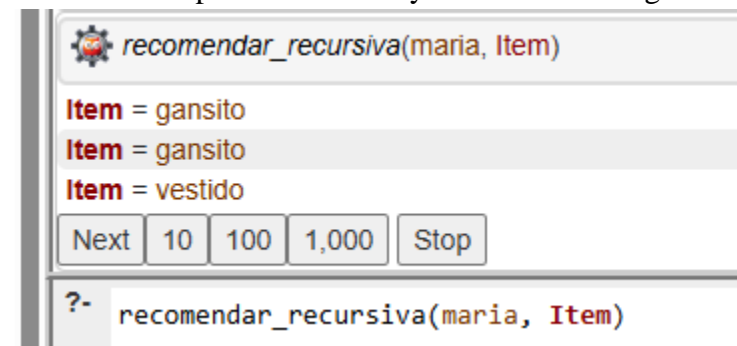 recomendar_recursiva(maria, Item)
Item = gansito
Item = gansito
Item = vestido
Next 10 100 1,000 Stop
?- recomendar_recursiva(maria, Item)